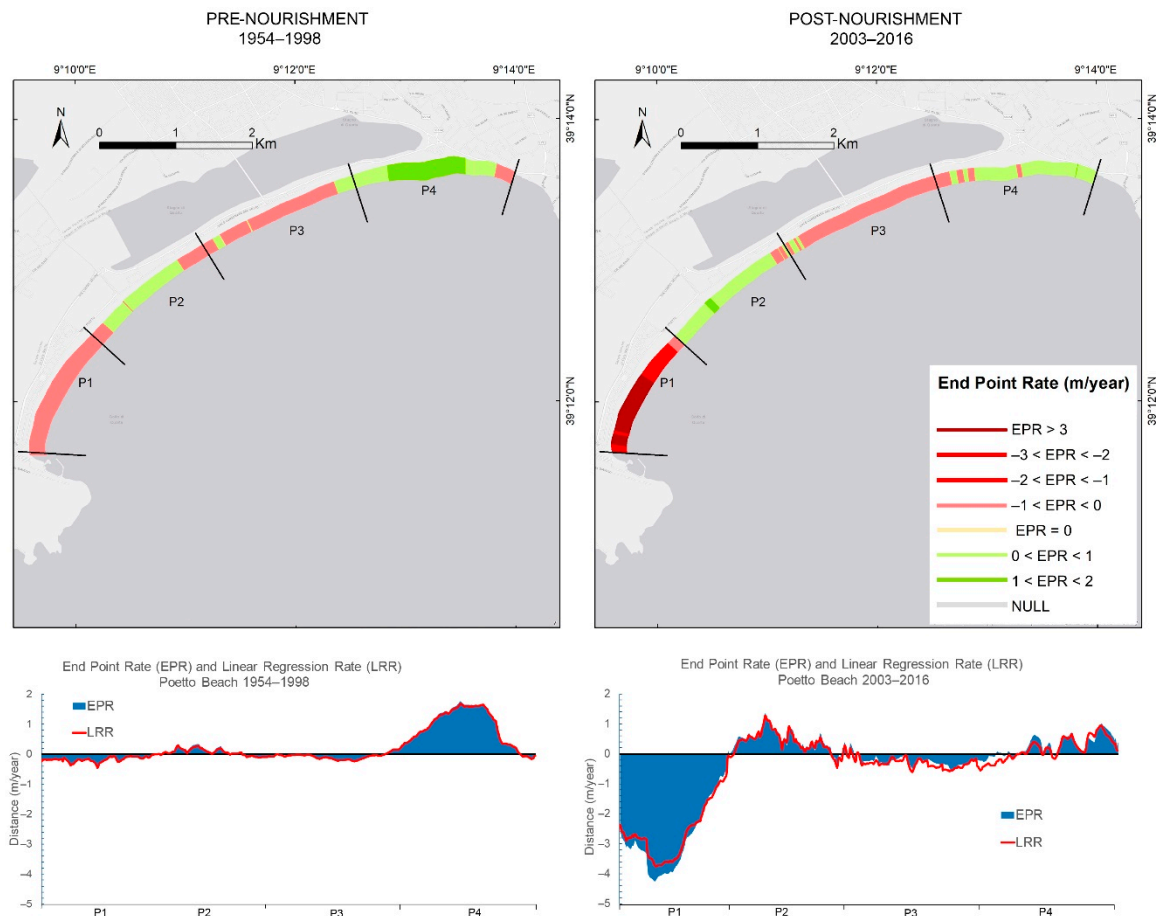 PRE-NOURISHMENT
1954–1998
9°10'0"E
9°12'0"E
9°14'0"E
N
0
1
2
Km
39°14'0"N
39°12'0"N
P4
P3
P2
P1
POST-NOURISHMENT
2003–2016
9°10'0"E
9°12'0"E
9°14'0"E
N
0
1
2
Km
39°14'0"N
39°12'0"N
P4
P3
P2
P1
End Point Rate (m/year)
EPR > 3
–3 < EPR < –2
–2 < EPR < –1
–1 < EPR < 0
EPR = 0
0 < EPR < 1
1 < EPR < 2
NULL
End Point Rate (EPR) and Linear Regression Rate (LRR)
Poetto Beach 1954–1998
Distance (m/year)
2
1
0
–1
–2
–3
–4
–5
EPR
LRR
P1
P2
P3
P4
End Point Rate (EPR) and Linear Regression Rate (LRR)
Poetto Beach 2003–2016
Distance (m/year)
2
1
0
–1
–2
–3
–4
–5
EPR
LRR
P1
P2
P3
P4